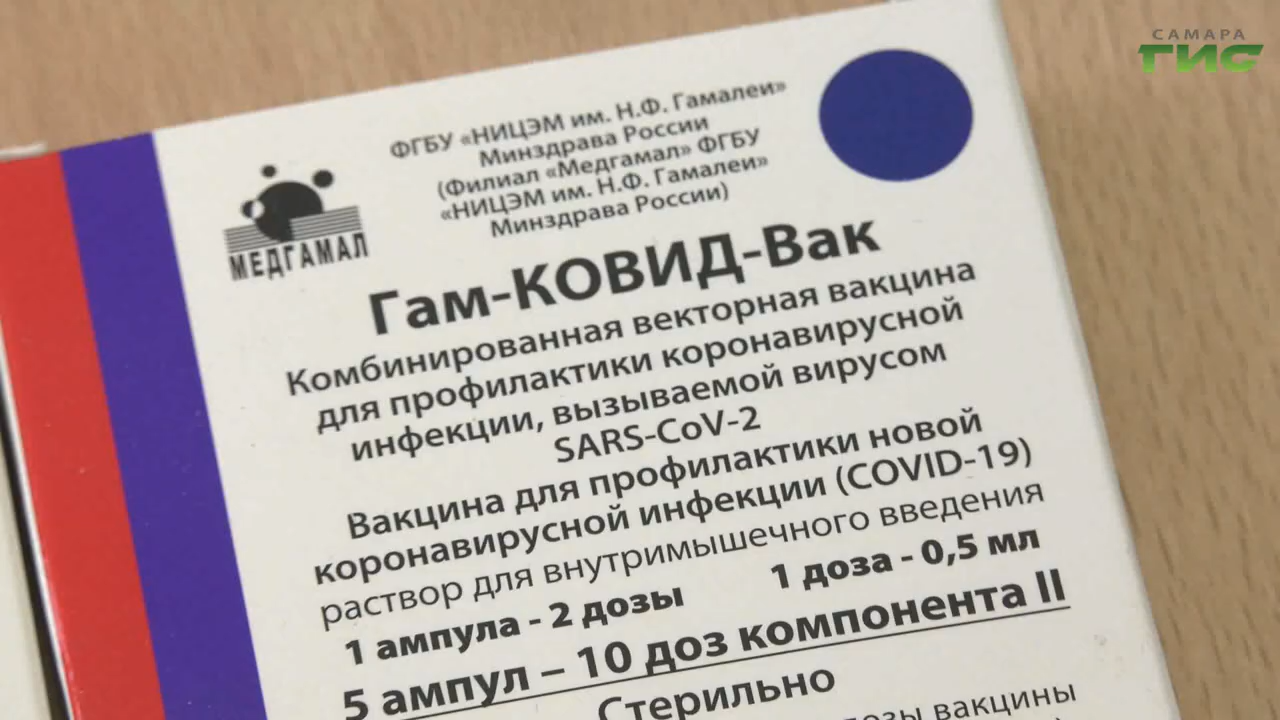 САМАРА
ГИС
ФГБУ «НИЦЭМ им. Н.Ф. Гамалеи»
Минздрава России
(Филиал «Медгамал» ФГБУ
«НИЦЭМ им. Н.Ф. Гамалеи»
Минздрава России)
МЕДГАМАЛ
Гам-КОВИД-Вак
Комбинированная векторная вакцина
для профилактики коронавирусной
инфекции, вызываемой вирусом
SARS-CoV-2
Вакцина для профилактики новой
коронавирусной инфекции (COVID-19)
раствор для внутримышечного введения
1 ампула - 2 дозы 1 доза - 0,5 мл
5 ампул – 10 доз компонента II
Стерильно
дозы вакцины